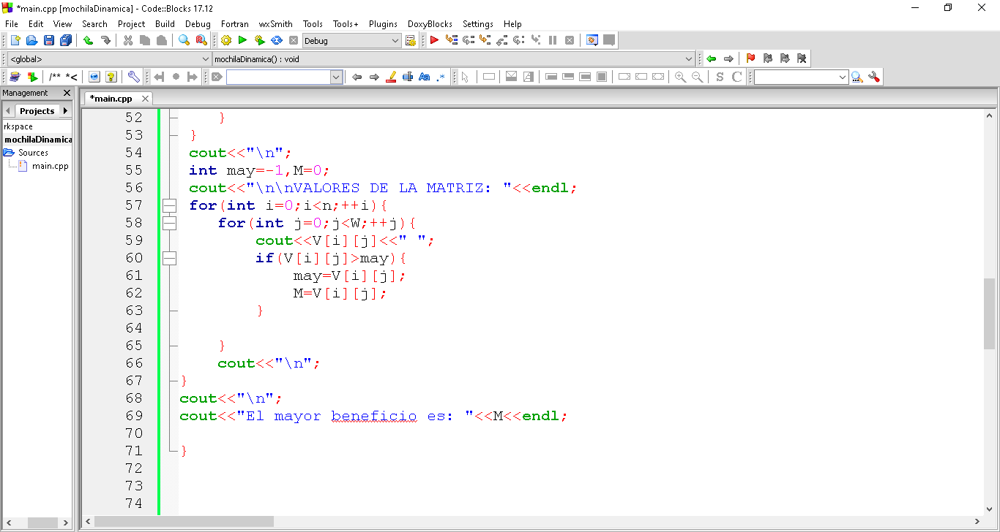 *main.cpp [mochilaDinamica] - Code::Blocks 17.12
File Edit View Search Project Build Debug Fortran wxSmith Tools Tools+ Plugins DoxyBlocks Settings Help
Debug
<global> mochilaDinamica() : void
/** *<
Aa .* S C
Management
*main.cpp
Projects
rkspace
mochilaDinamica
Sources
main.cpp
52 }
53 }
54 cout<<"\n";
55 int may=-1,M=0;
56 cout<<"\n\nVALORES DE LA MATRIZ: "<<endl;
57 for(int i=0;i<n;++i){
58 for(int j=0;j<W;++j){
59 cout<<V[i][j]<<" ";
60 if(V[i][j]>may){
61 may=V[i][j];
62 M=V[i][j];
63 }
64
65 }
66 cout<<"\n";
67 }
68 cout<<"\n";
69 cout<<"El mayor beneficio es: "<<M<<endl;
70
71 }
72
73
74